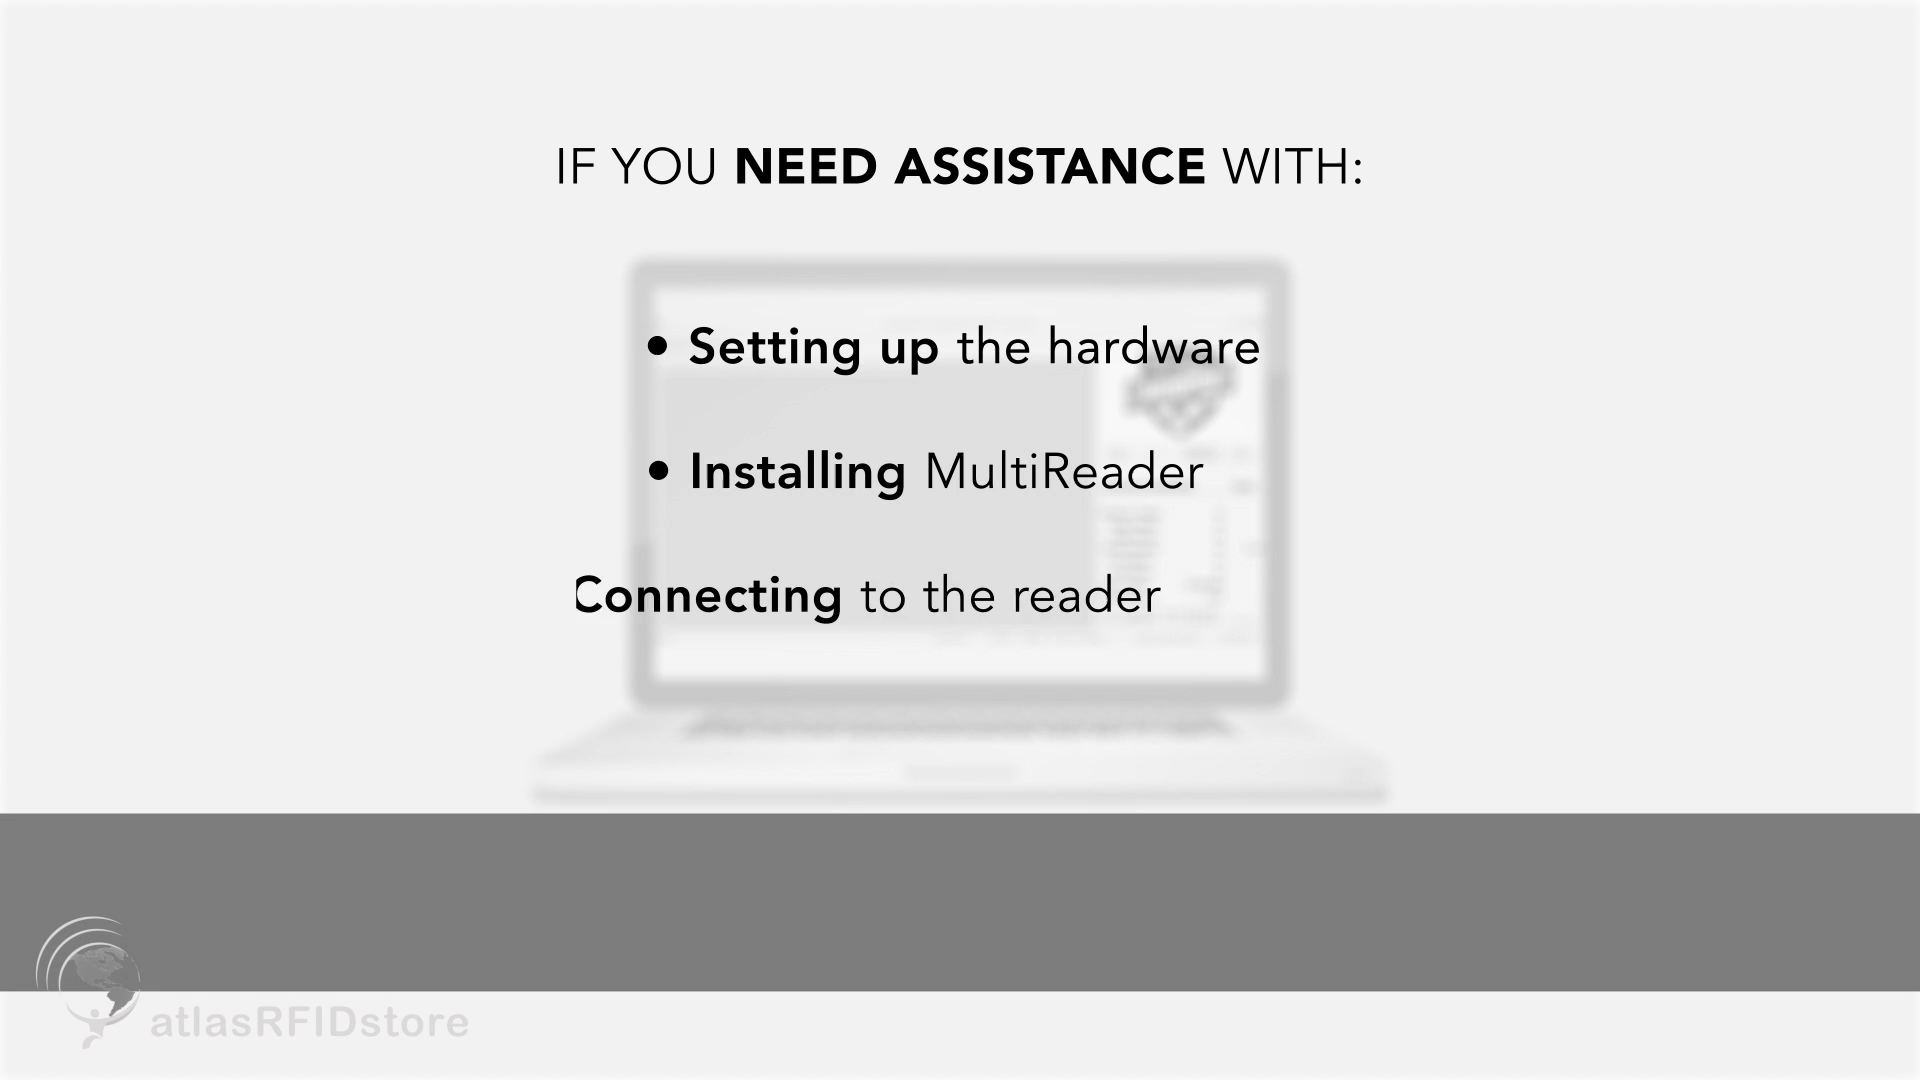 IF YOU NEED ASSISTANCE WITH:
• Setting up the hardware
• Installing MultiReader
Connecting to the reader
atlasRFIDstore